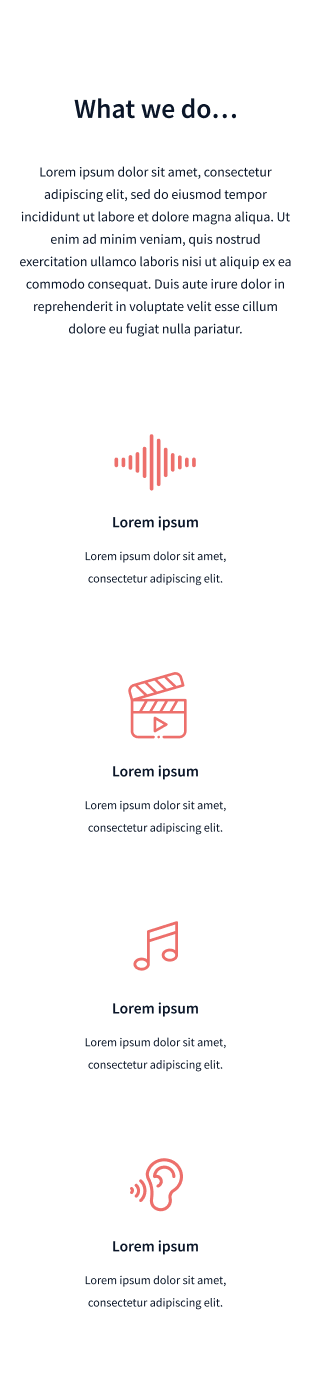 What we do...
Lorem ipsum dolor sit amet, consectetur
adipiscing elit, sed do eiusmod tempor
incididunt ut labore et dolore magna aliqua. Ut
enim ad minim veniam, quis nostrud
exercitation ullamco laboris nisi ut aliquip ex ea
commodo consequat. Duis aute irure dolor in
reprehenderit in voluptate velit esse cillum
dolore eu fugiat nulla pariatur.
Lorem ipsum
Lorem ipsum dolor sit amet,
consectetur adipiscing elit.
Lorem ipsum
Lorem ipsum dolor sit amet,
consectetur adipiscing elit.
Lorem ipsum
Lorem ipsum dolor sit amet,
consectetur adipiscing elit.
Lorem ipsum
Lorem ipsum dolor sit amet,
consectetur adipiscing elit.